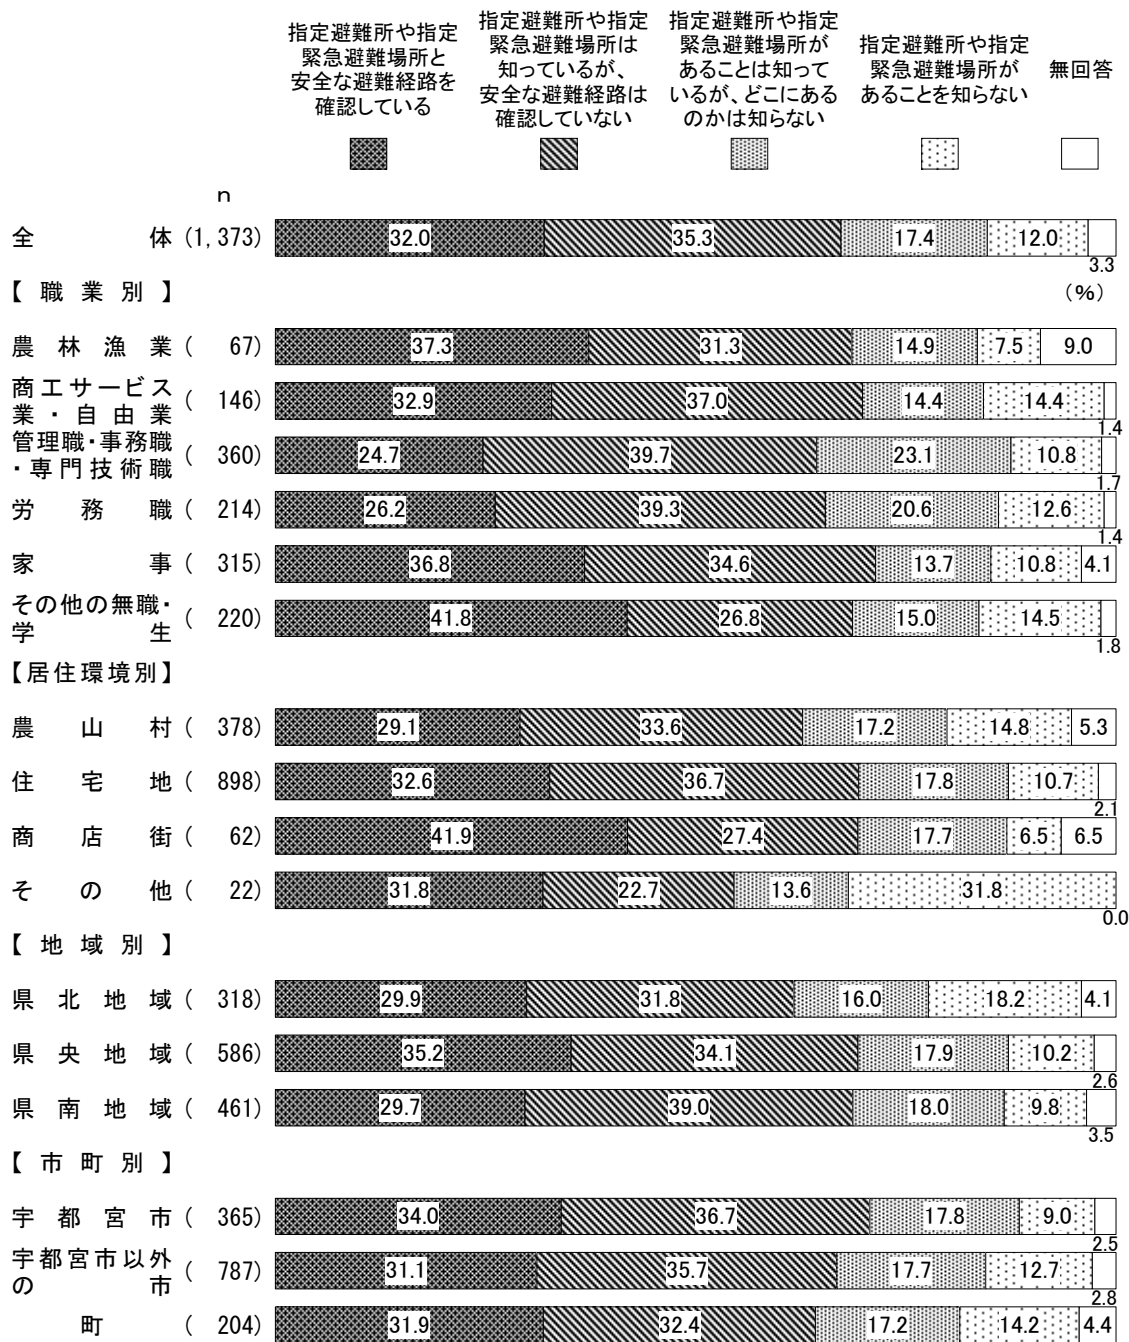 指定避難所や指定
緊急避難場所と
安全な避難経路を
確認している
指定避難所や指定
緊急避難場所は
知っているが、
安全な避難経路は
確認していない
指定避難所や指定
緊急避難場所が
あることは知って
いるが、どこにある
のかは知らない
指定避難所や指定
緊急避難場所が
あることを知らない
無回答
n
全体 (1,373) 32.0 35.3 17.4 12.0 3.3
【職業別】 (%)
農林漁業 ( 67) 37.3 31.3 14.9 7.5 9.0
商工サービス
業・自由業 ( 146) 32.9 37.0 14.4 14.4 1.4
管理職・事務職
・専門技術職 ( 360) 24.7 39.7 23.1 10.8 1.7
労務職 ( 214) 26.2 39.3 20.6 12.6 1.4
家事 ( 315) 36.8 34.6 13.7 10.8 4.1
その他の無職・
学生 ( 220) 41.8 26.8 15.0 14.5 1.8
【居住環境別】
農山村 ( 378) 29.1 33.6 17.2 14.8 5.3
住宅地 ( 898) 32.6 36.7 17.8 10.7 2.1
商店街 ( 62) 41.9 27.4 17.7 6.5 6.5
その他 ( 22) 31.8 22.7 13.6 31.8 0.0
【地域別】
県北地域 ( 318) 29.9 31.8 16.0 18.2 4.1
県央地域 ( 586) 35.2 34.1 17.9 10.2 2.6
県南地域 ( 461) 29.7 39.0 18.0 9.8 3.5
【市町別】
宇都宮市 ( 365) 34.0 36.7 17.8 9.0 2.5
宇都宮市以外
の市 ( 787) 31.1 35.7 17.7 12.7 2.8
町 ( 204) 31.9 32.4 17.2 14.2 4.4